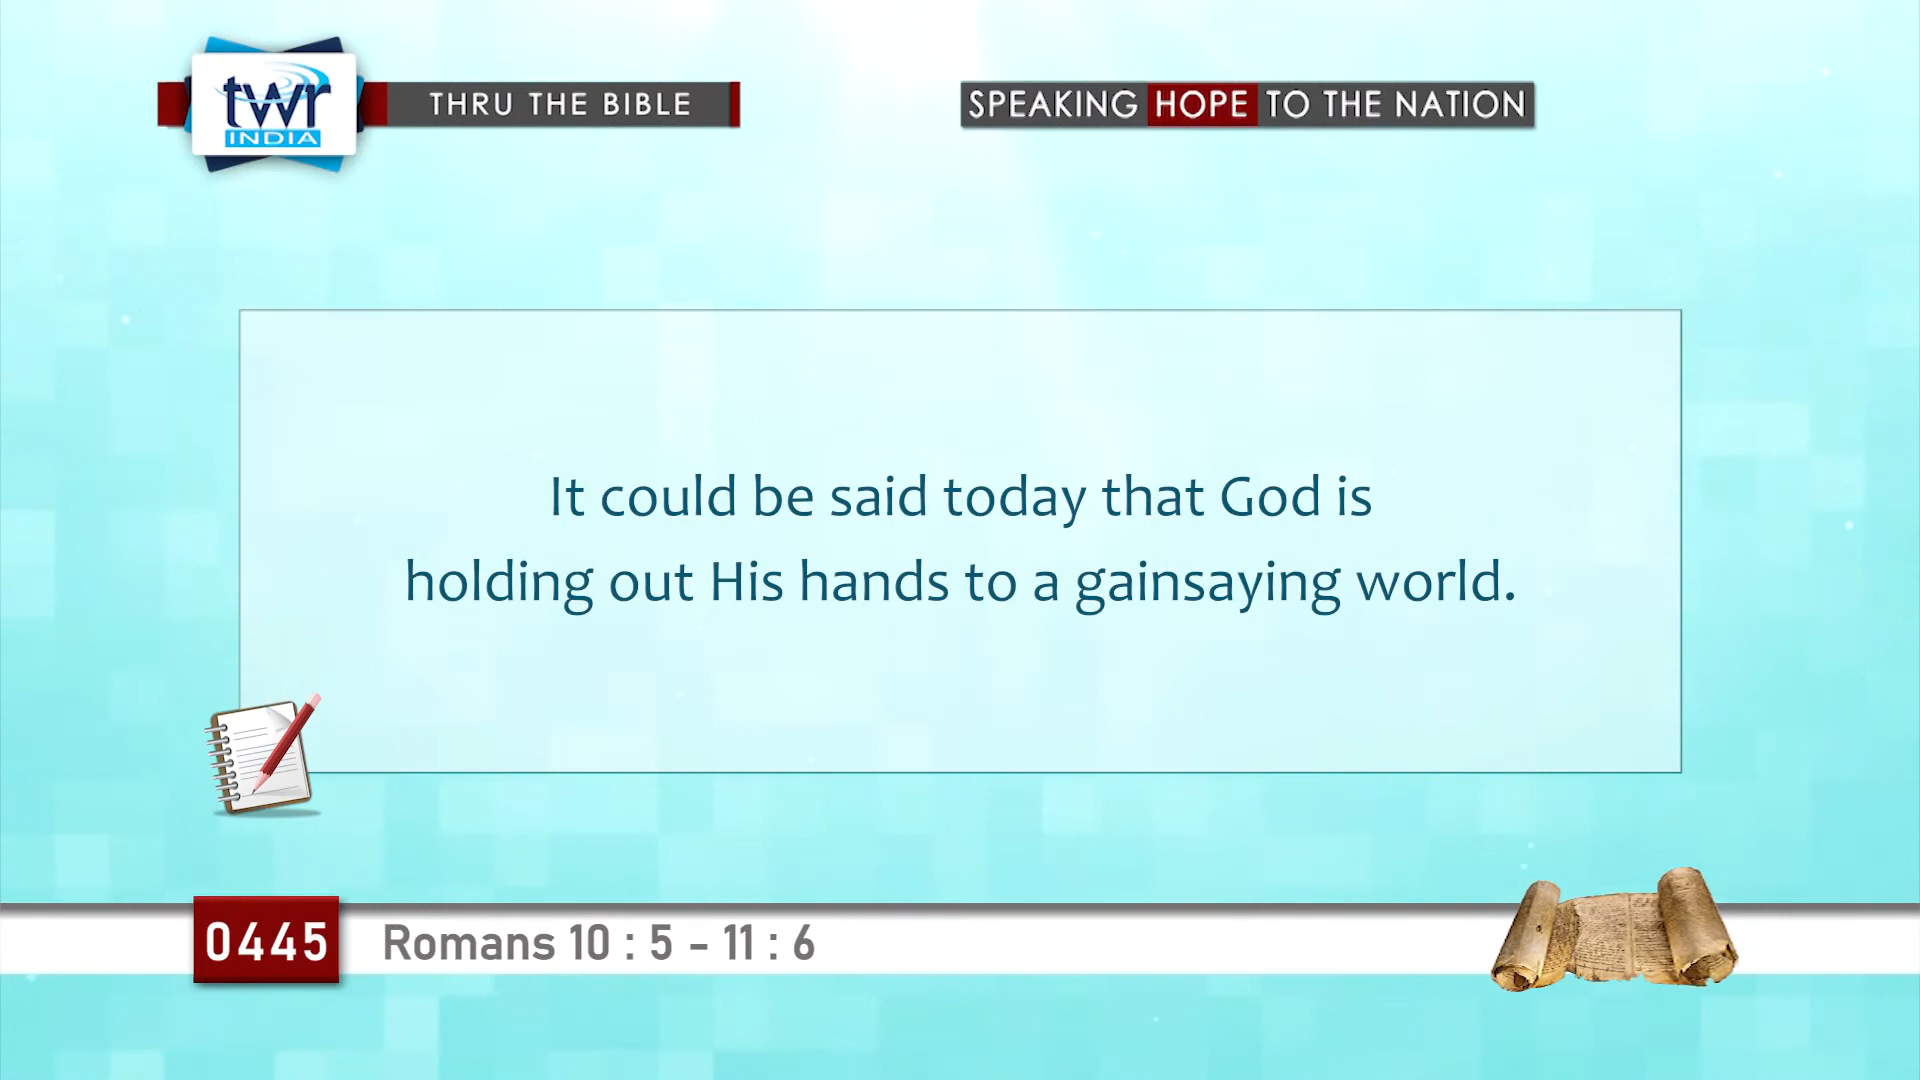 twr
INDIA
THRU THE BIBLE
SPEAKING HOPE TO THE NATION
It could be said today that God is
holding out His hands to a gainsaying world.
0445
Romans 10 : 5 - 11 : 6